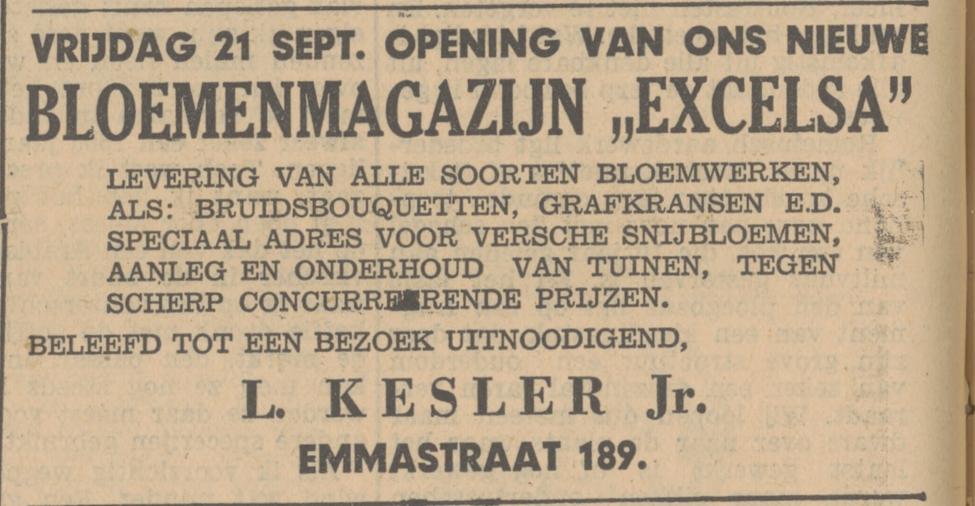 VRIJDAG 21 SEPT. OPENING VAN ONS NIEUWE
BLOEMENMAGAZIJN „EXCELSA”
LEVERING VAN ALLE SOORTEN BLOEMWERKEN,
ALS: BRUIDSBOUQUETTEN, GRAFKRANSEN E.D.
SPECIAAL ADRES VOOR VERSCHE SNIJBLOEMEN,
AANLEG EN ONDERHOUD VAN TUINEN, TEGEN
SCHERP CONCURREERENDE PRIJZEN.
BELEEFD TOT EEN BEZOEK UITNOODIGEND,
L. KESLER Jr.
EMMASTRAAT 189.